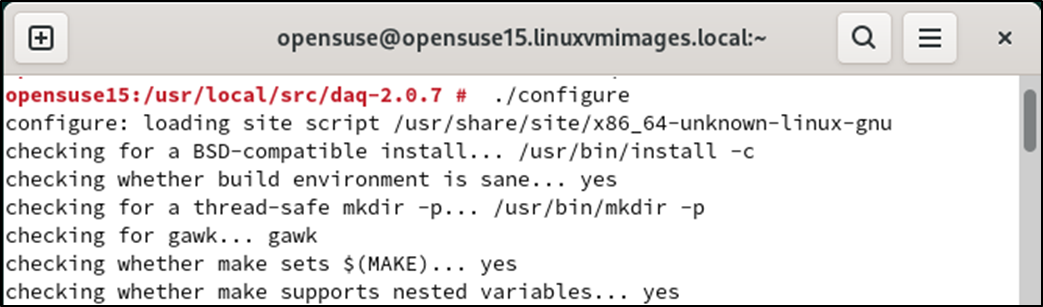 opensuse@opensuse15.linuxvmimages.local:~
opensuse15:/usr/local/src/daq-2.0.7 #  ./configure
configure: loading site script /usr/share/site/x86_64-unknown-linux-gnu
checking for a BSD-compatible install... /usr/bin/install -c
checking whether build environment is sane... yes
checking for a thread-safe mkdir -p... /usr/bin/mkdir -p
checking for gawk... gawk
checking whether make sets $(MAKE)... yes
checking whether make supports nested variables... yes